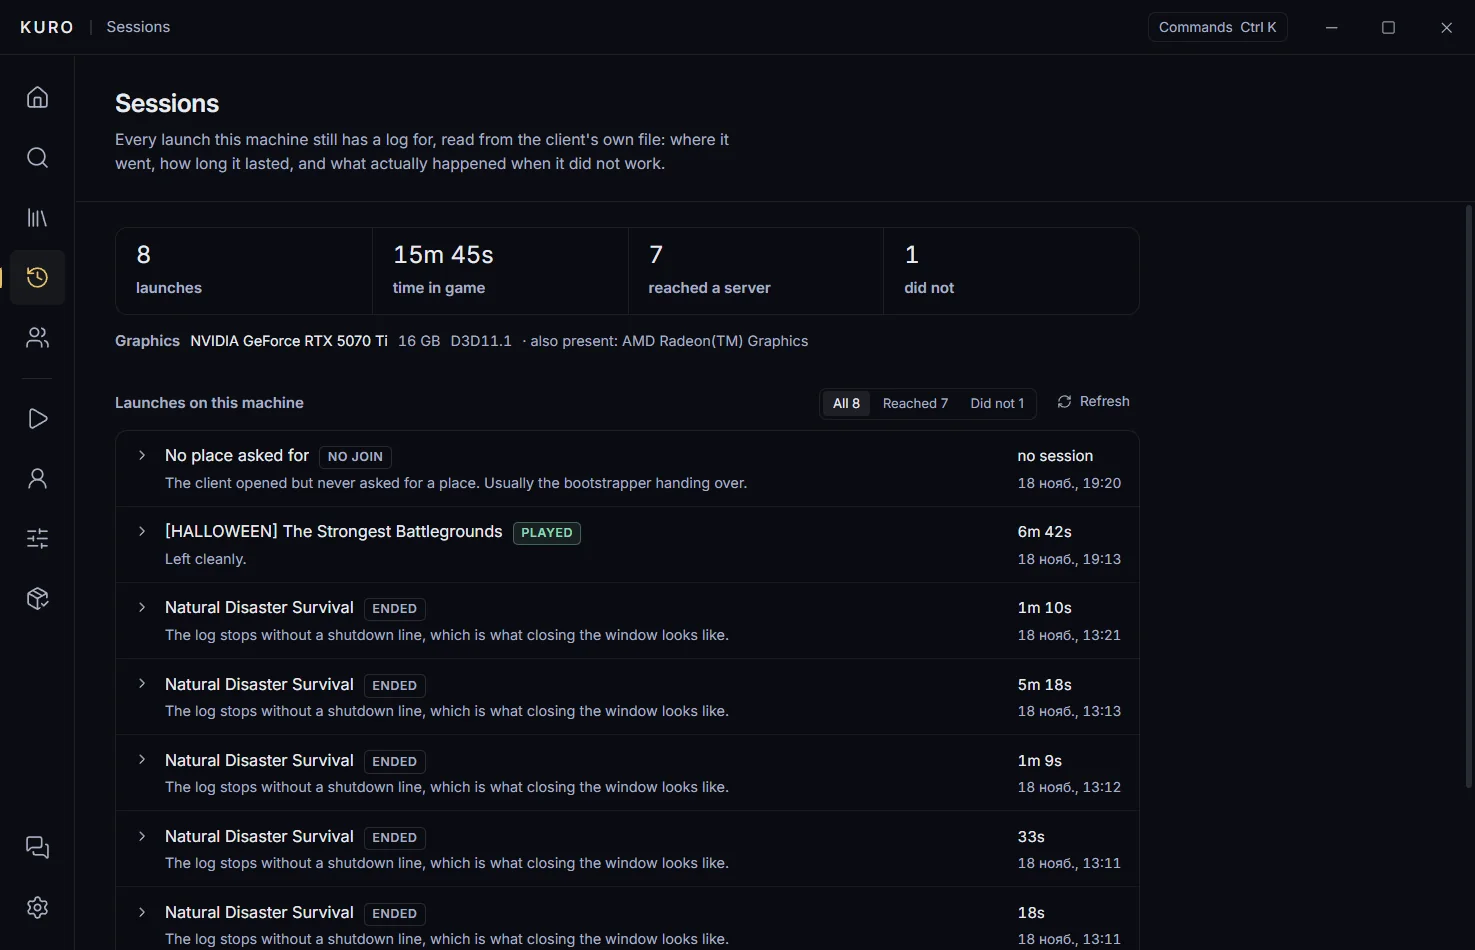 KURO | Sessions
Commands Ctrl K
Sessions
Every launch this machine still has a log for, read from the client's own file: where it
went, how long it lasted, and what actually happened when it did not work.
8
launches
15m 45s
time in game
7
reached a server
1
did not
Graphics NVIDIA GeForce RTX 5070 Ti 16 GB D3D11.1 · also present: AMD Radeon(TM) Graphics
Launches on this machine
All 8 Reached 7 Did not 1
Refresh
No place asked for NO JOIN no session
The client opened but never asked for a place. Usually the bootstrapper handing over. 18 нояб., 19:20
[HALLOWEEN] The Strongest Battlegrounds PLAYED 6m 42s
Left cleanly. 18 нояб., 19:13
Natural Disaster Survival ENDED 1m 10s
The log stops without a shutdown line, which is what closing the window looks like. 18 нояб., 13:21
Natural Disaster Survival ENDED 5m 18s
The log stops without a shutdown line, which is what closing the window looks like. 18 нояб., 13:13
Natural Disaster Survival ENDED 1m 9s
The log stops without a shutdown line, which is what closing the window looks like. 18 нояб., 13:12
Natural Disaster Survival ENDED 33s
The log stops without a shutdown line, which is what closing the window looks like. 18 нояб., 13:11
Natural Disaster Survival ENDED 18s
The log stops without a shutdown line, which is what closing the window looks like. 18 нояб., 13:11